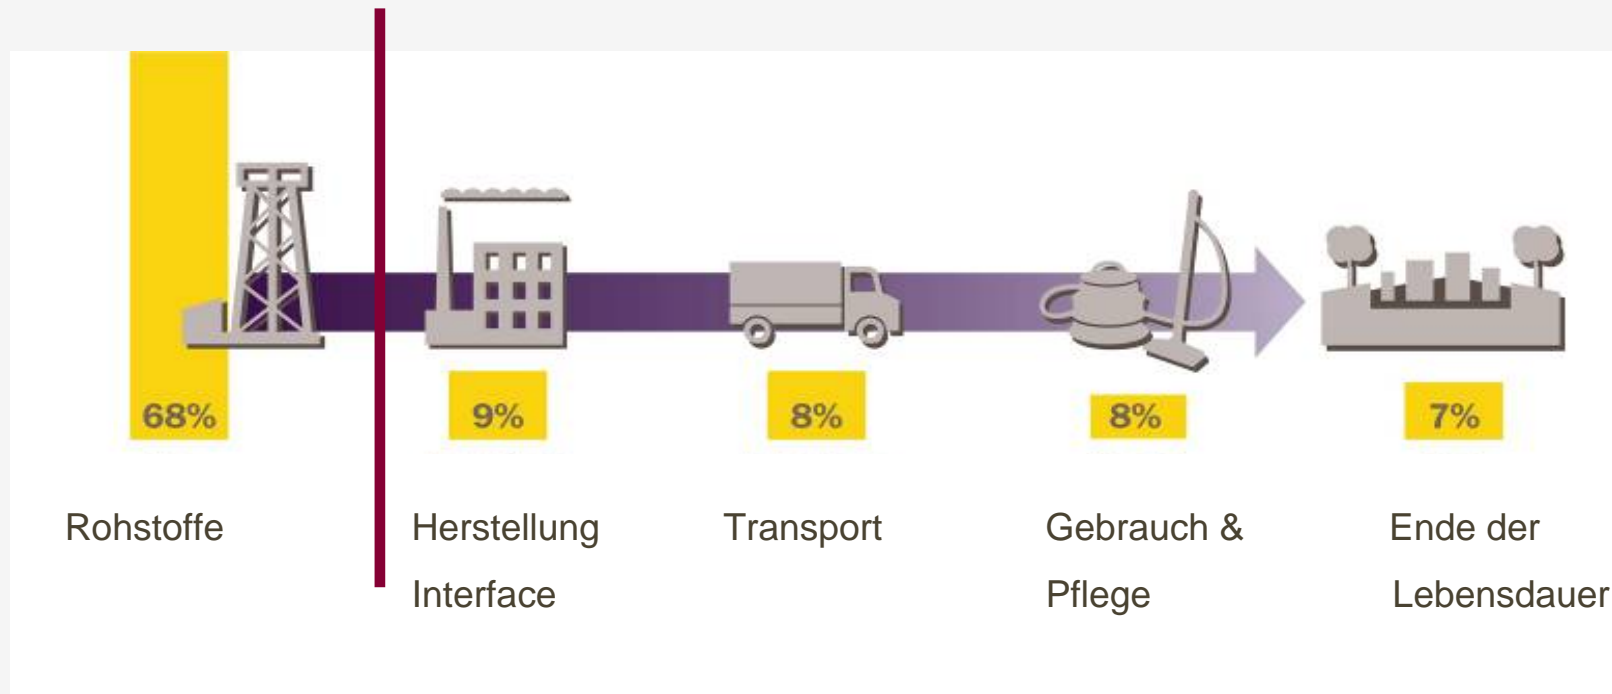 68%
9%
8%
8%
7%
Rohstoffe
Herstellung
Interface
Transport
Gebrauch &
Pflege
Ende der
Lebensdauer